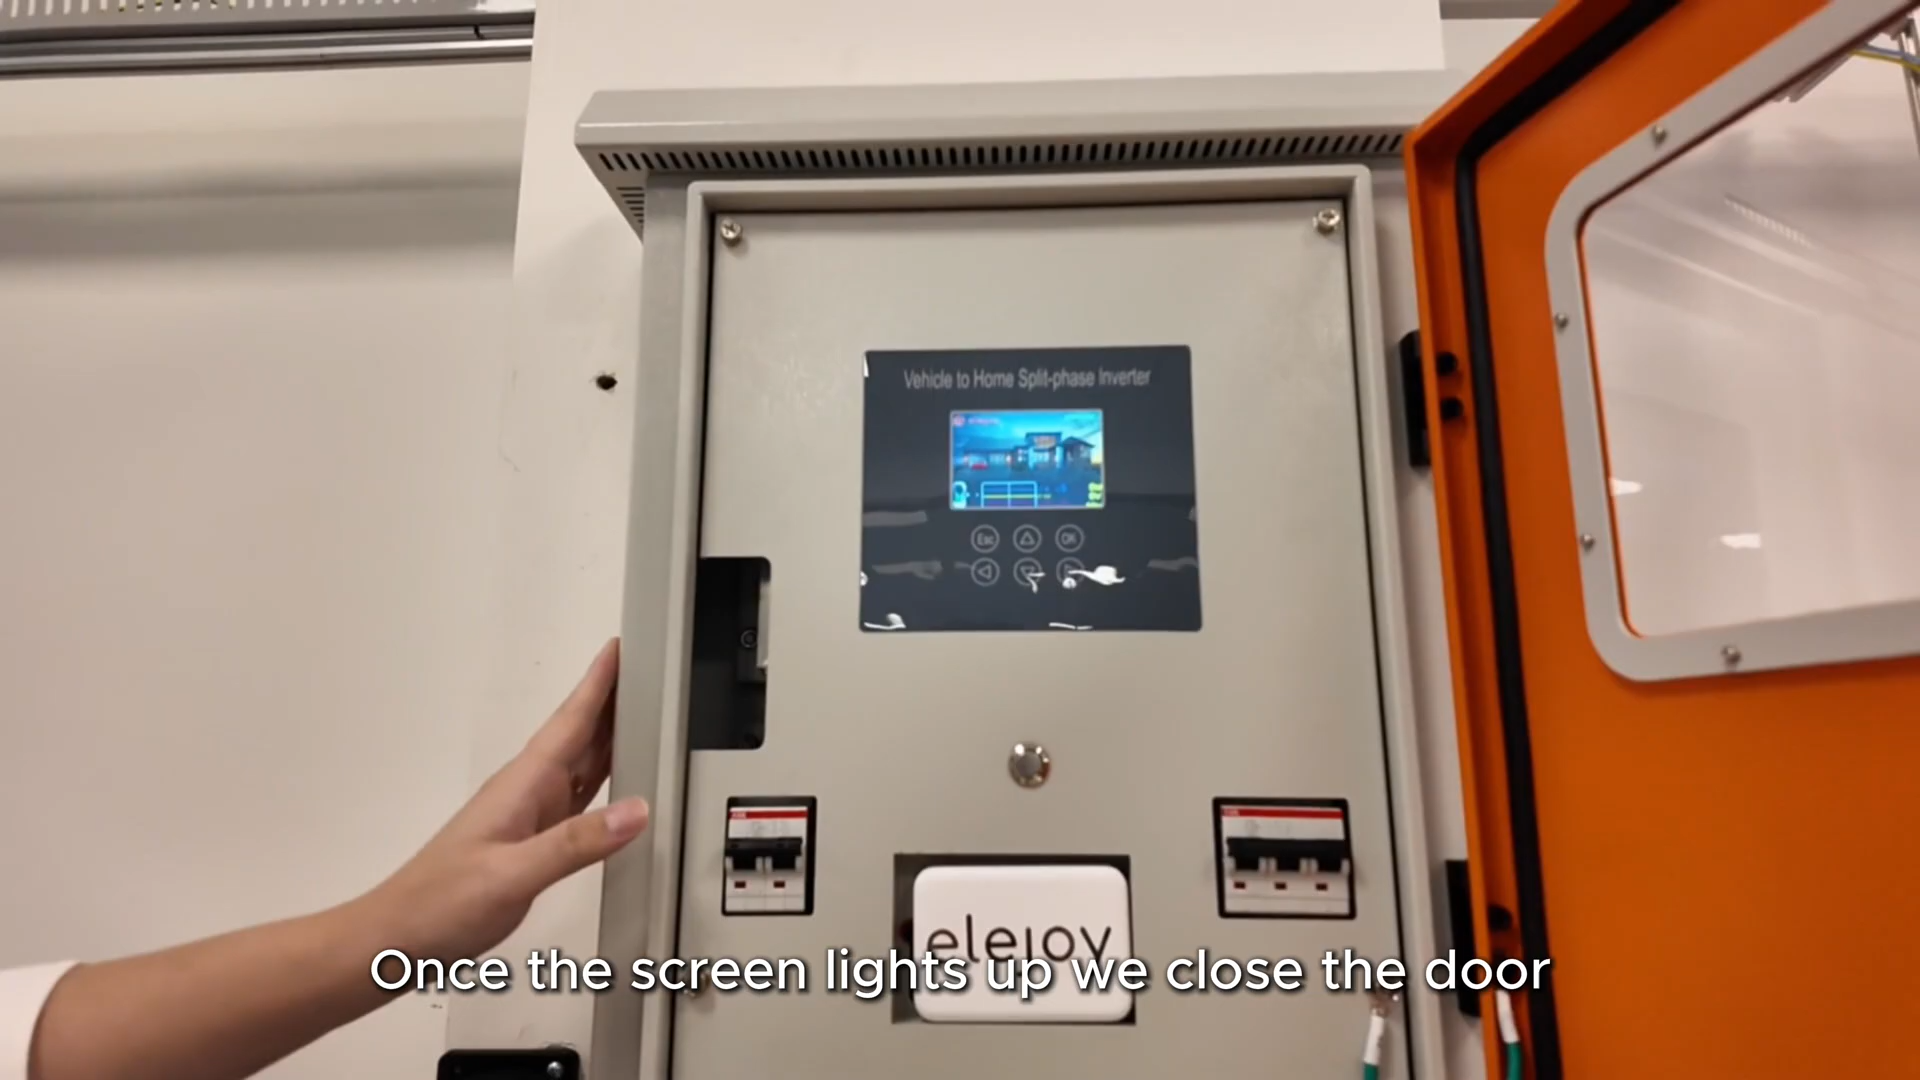 Vehicle to Home Split-phase Inverter
Esc
OK
elejoy
Once the screen lights up we close the door